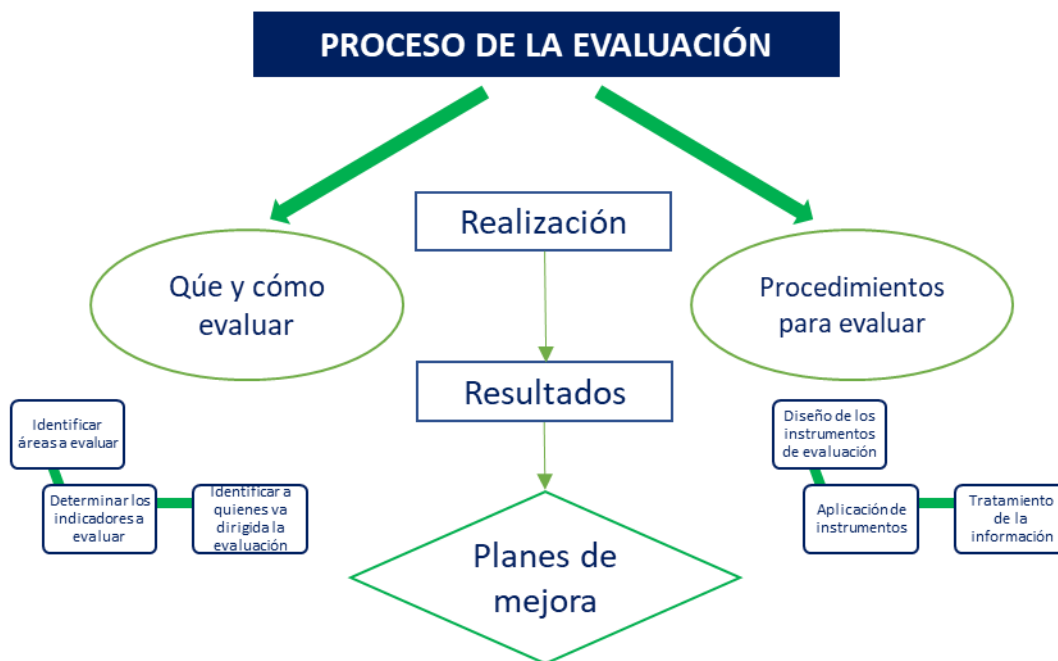 PROCESO DE LA EVALUACIÓN
Qúe y cómo
evaluar
Realización
Procedimientos
para evaluar
Resultados
Identificar
áreas a evaluar
Determinar los
indicadores a
evaluar
Identificar a
quienes va
dirigida la
evaluación
Diseño de los
instrumentos
de evaluación
Aplicación de
instrumentos
Tratamiento
de la
información
Planes de
mejora